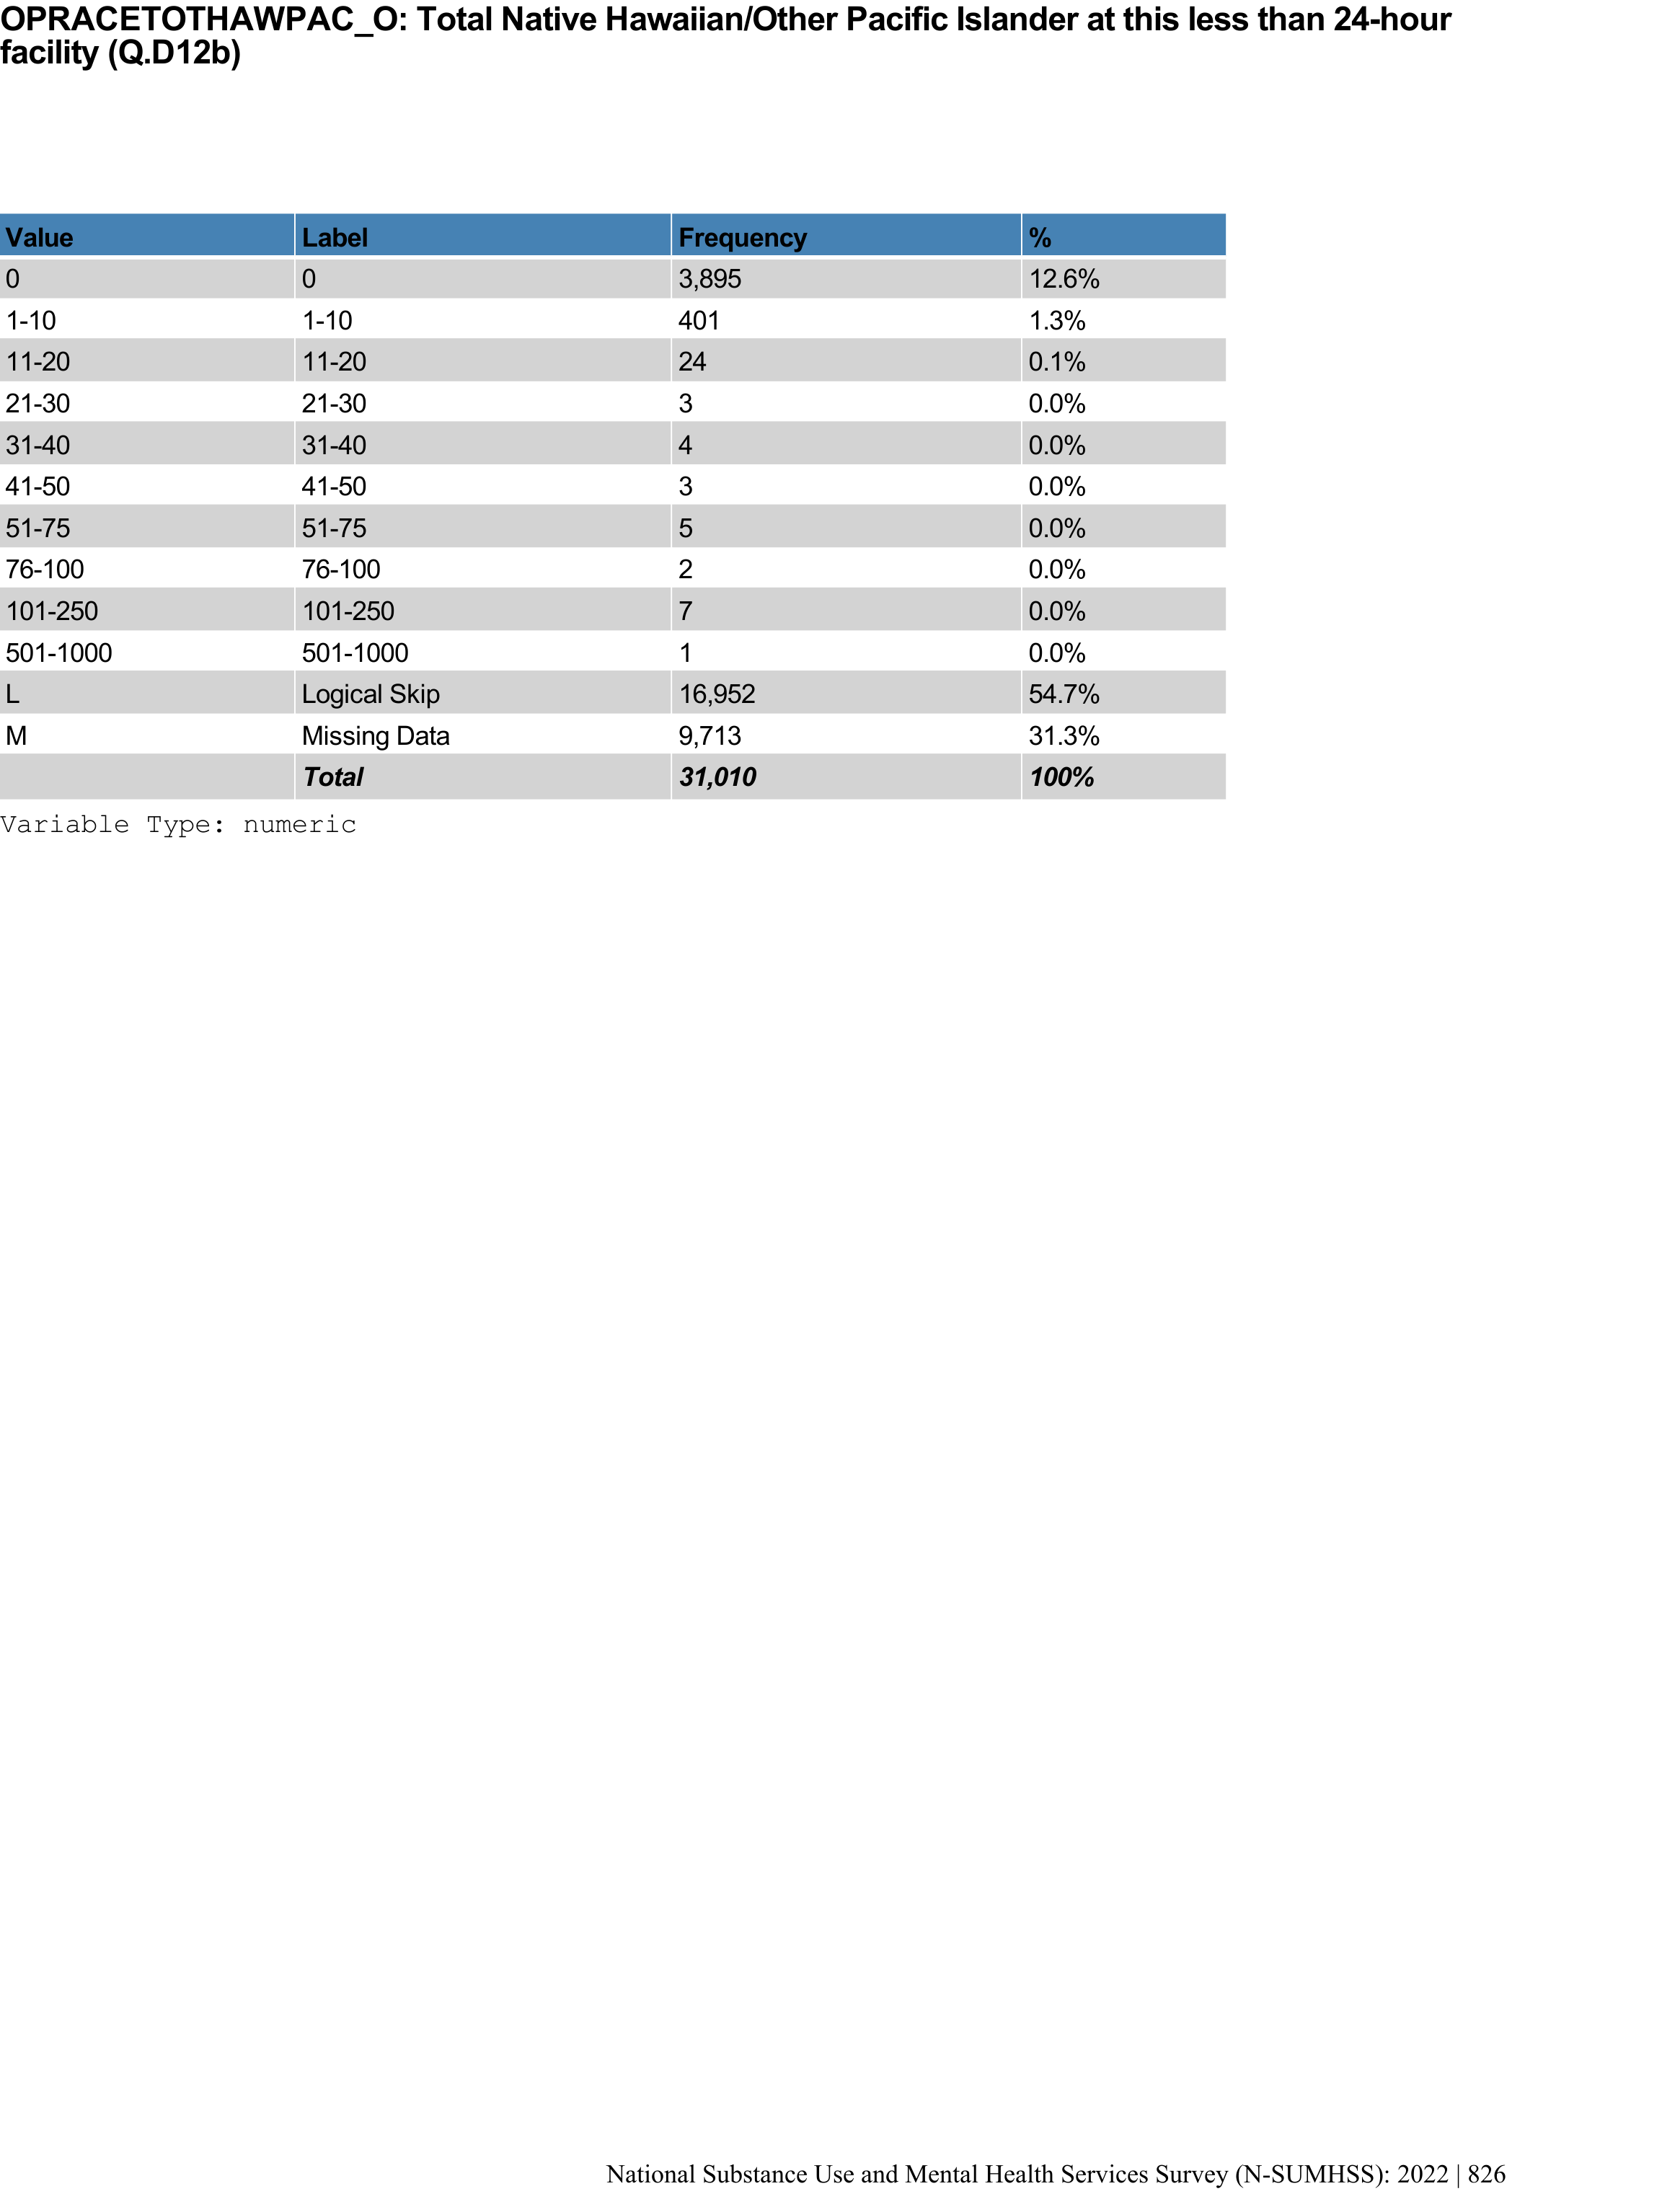 OPRACETOTHAWPAC_O: Total Native Hawaiian/Other Pacific Islander at this less than 24-hour
facility (Q.D12b)
Value Label Frequency %
0 0 3,895 12.6%
1-10 1-10 401 1.3%
11-20 11-20 24 0.1%
21-30 21-30 3 0.0%
31-40 31-40 4 0.0%
41-50 41-50 3 0.0%
51-75 51-75 5 0.0%
76-100 76-100 2 0.0%
101-250 101-250 7 0.0%
501-1000 501-1000 1 0.0%
L Logical Skip 16,952 54.7%
M Missing Data 9,713 31.3%
Total 31,010 100%
Variable Type: numeric
National Substance Use and Mental Health Services Survey (N-SUMHSS): 2022 | 826